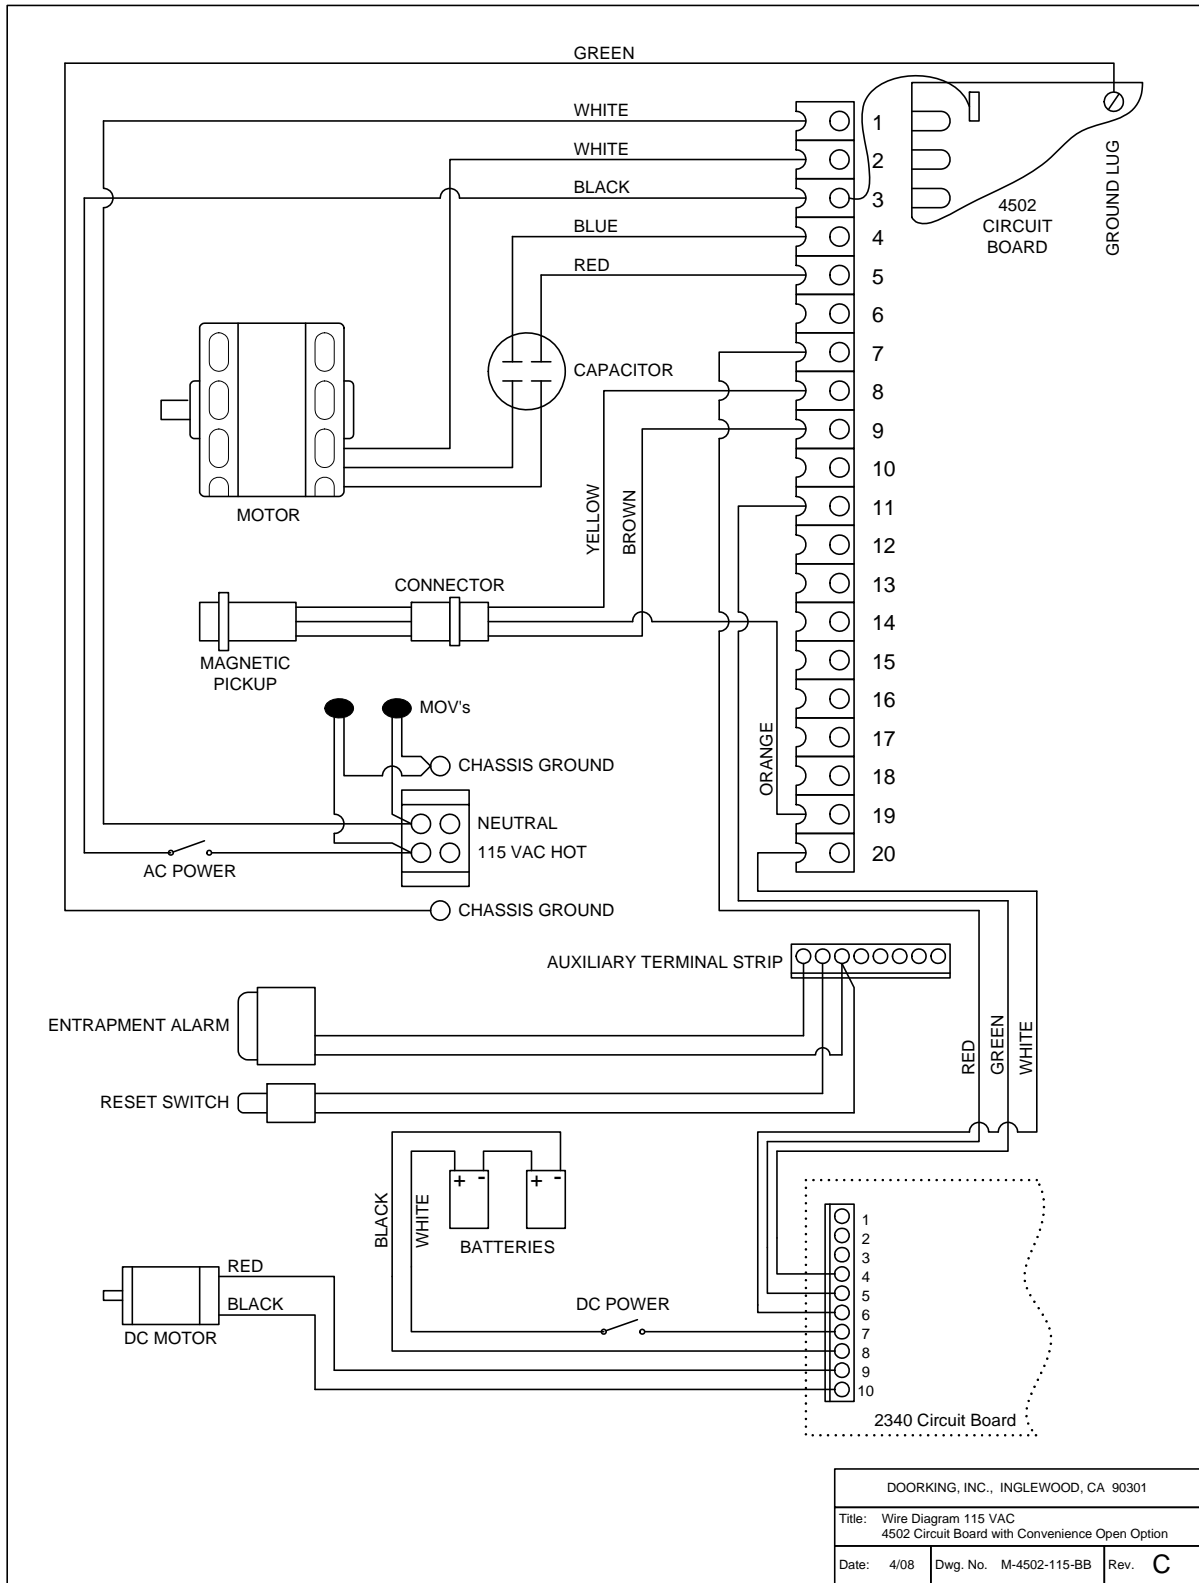 GREEN
WHITE
WHITE
BLACK
BLUE
RED
1
2
3
4
5
6
7
8
9
10
11
12
13
14
15
16
17
18
19
20
4502
CIRCUIT
BOARD
GROUND LUG
CAPACITOR
MOTOR
YELLOW
BROWN
CONNECTOR
MAGNETIC
PICKUP
MOV's
CHASSIS GROUND
ORANGE
NEUTRAL
115 VAC HOT
AC POWER
CHASSIS GROUND
AUXILIARY TERMINAL STRIP
ENTRAPMENT ALARM
RED
GREEN
WHITE
RESET SWITCH
+ -
+ -
BLACK
WHITE
BATTERIES
RED
BLACK
DC MOTOR
DC POWER
1
2
3
4
5
6
7
8
9
10
2340 Circuit Board
DOORKING, INC., INGLEWOOD, CA 90301
Title: Wire Diagram 115 VAC
4502 Circuit Board with Convenience Open Option
Date: 4/08 Dwg. No. M-4502-115-BB Rev. C